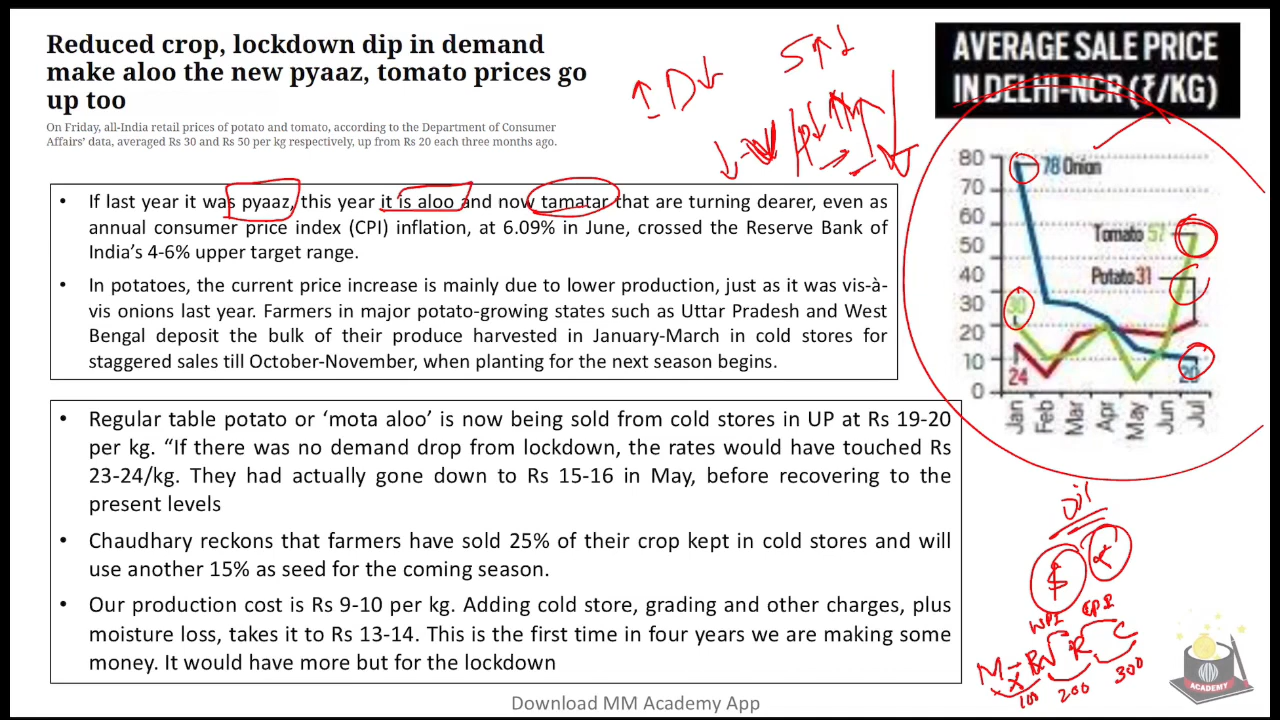 Reduced crop, lockdown dip in demand
make aloo the new pyaaz, tomato prices go
up too
On Friday, all-India retail prices of potato and tomato, according to the Department of Consumer
Affairs' data, averaged Rs 30 and Rs 50 per kg respectively, up from Rs 20 each three months ago.
↑ D↓
S↑↓
• If last year it was pyaaz, this year it is aloo and now tamatar that are turning dearer, even as
annual consumer price index (CPI) inflation, at 6.09% in June, crossed the Reserve Bank of
India's 4-6% upper target range.
• In potatoes, the current price increase is mainly due to lower production, just as it was vis-à-
vis onions last year. Farmers in major potato-growing states such as Uttar Pradesh and West
Bengal deposit the bulk of their produce harvested in January-March in cold stores for
staggered sales till October-November, when planting for the next season begins.
• Regular table potato or 'mota aloo' is now being sold from cold stores in UP at Rs 19-20
per kg. “If there was no demand drop from lockdown, the rates would have touched Rs
23-24/kg. They had actually gone down to Rs 15-16 in May, before recovering to the
present levels
• Chaudhary reckons that farmers have sold 25% of their crop kept in cold stores and will
use another 15% as seed for the coming season.
• Our production cost is Rs 9-10 per kg. Adding cold store, grading and other charges, plus
moisture loss, takes it to Rs 13-14. This is the first time in four years we are making some
money. It would have more but for the lockdown
AVERAGE SALE PRICE
IN DELHI-NCR (₹/KG)
80
70
60
50
40
30
20
10
0
78 Onion
Tomato 57
Potato 31
30
24
20
Jan Feb Mar Apr May Jun Jul
Oil
$ ₹
WPI CPI
R C
100 200 300
ACADEMY
Download MM Academy App